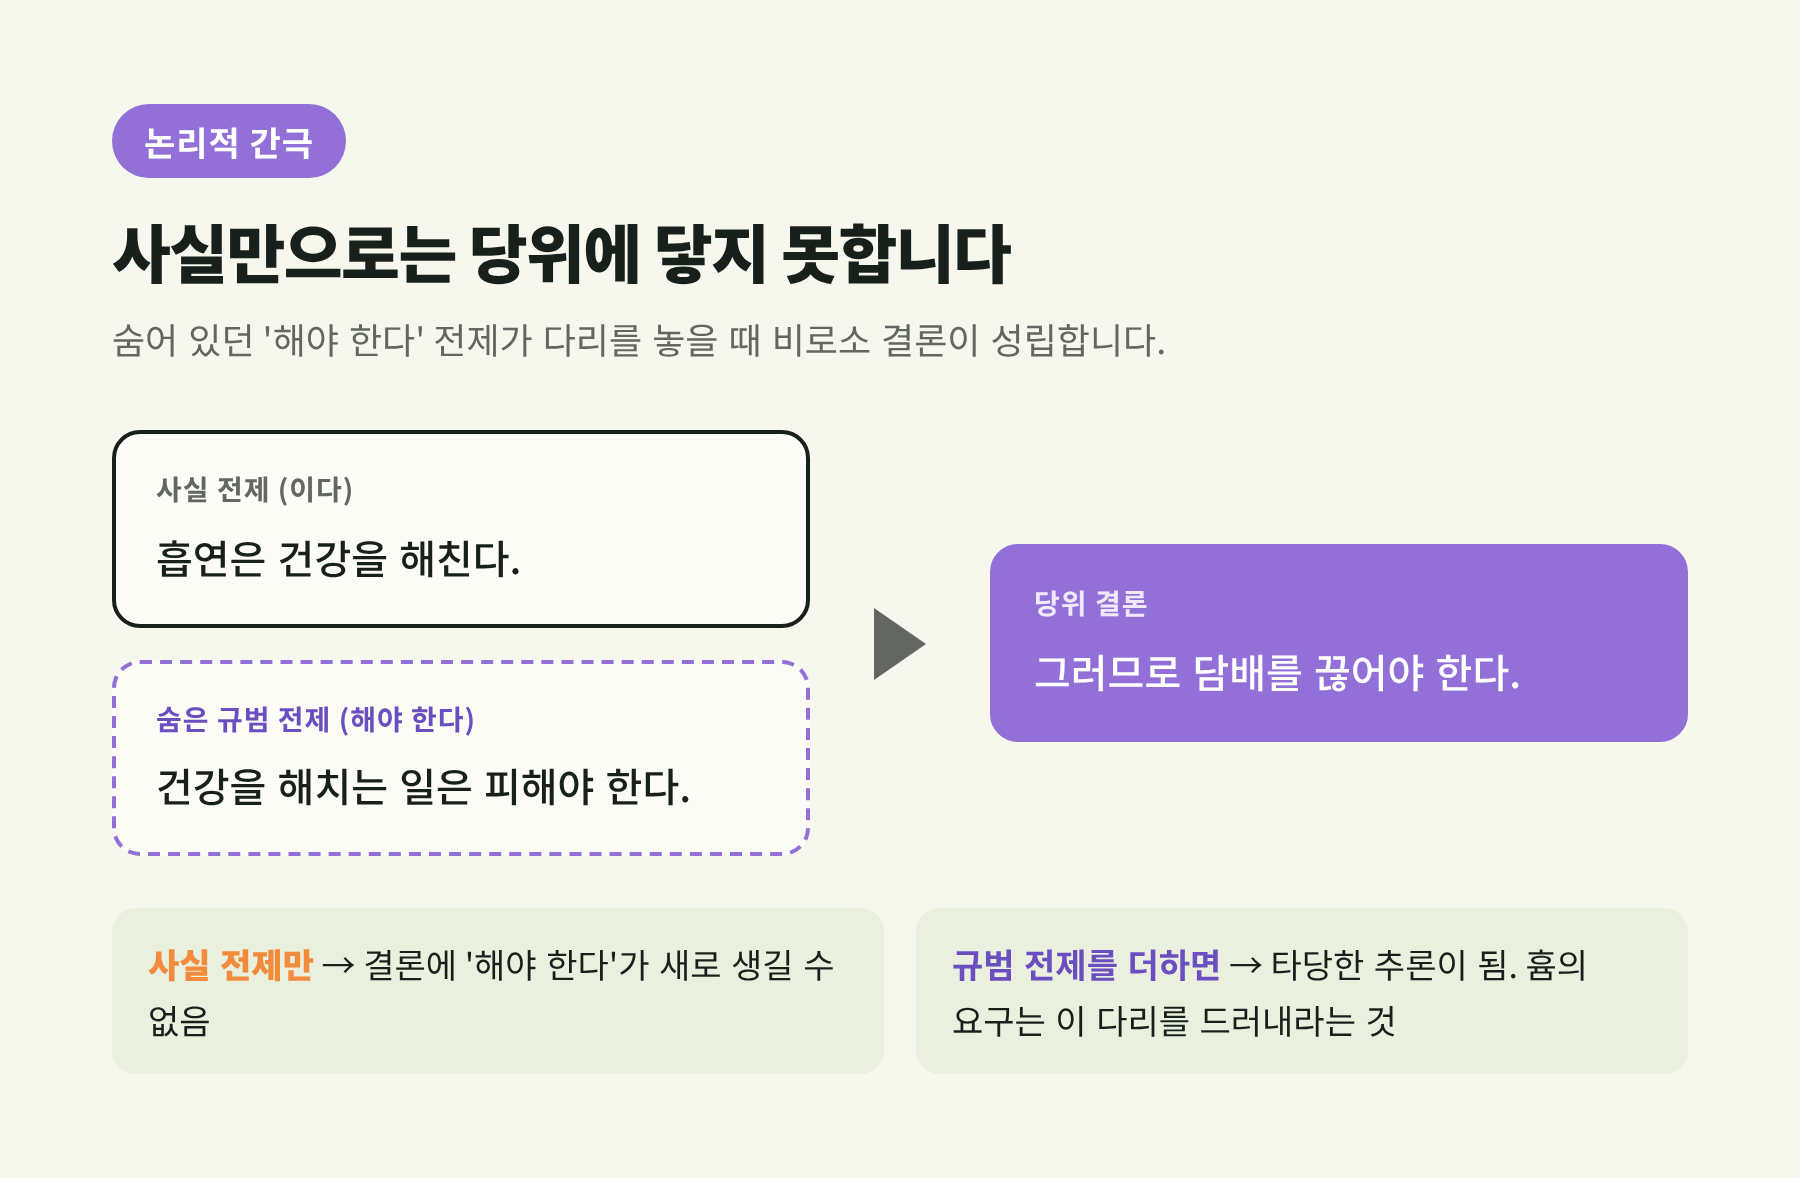 논리적 간극
사실만으로는 당위에 닿지 못합니다
숨어 있던 '해야 한다' 전제가 다리를 놓을 때 비로소 결론이 성립합니다.
사실 전제 (이다)
흡연은 건강을 해친다.
숨은 규범 전제 (해야 한다)
건강을 해치는 일은 피해야 한다.
당위 결론
그러므로 담배를 끊어야 한다.
사실 전제만 → 결론에 '해야 한다'가 새로 생길 수
없음
규범 전제를 더하면 → 타당한 추론이 됨. 흄의
요구는 이 다리를 드러내라는 것